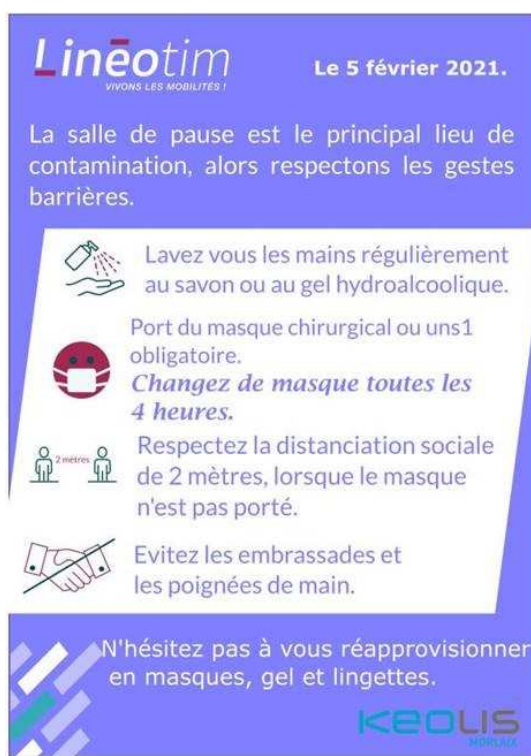 Linēotim
VIVONS LES MOBILITÉS !
Le 5 février 2021.
La salle de pause est le principal lieu de
contamination, alors respectons les gestes
barrières.
Lavez vous les mains régulièrement
au savon ou au gel hydroalcoolique.
Port du masque chirurgical ou uns1
obligatoire.
Changez de masque toutes les
4 heures.
2 mètres
Respectez la distanciation sociale
de 2 mètres, lorsque le masque
n'est pas porté.
Evitez les embrassades et
les poignées de main.
N'hésitez pas à vous réapprovisionner
en masques, gel et lingettes.
KEOLIS
MORLAIX